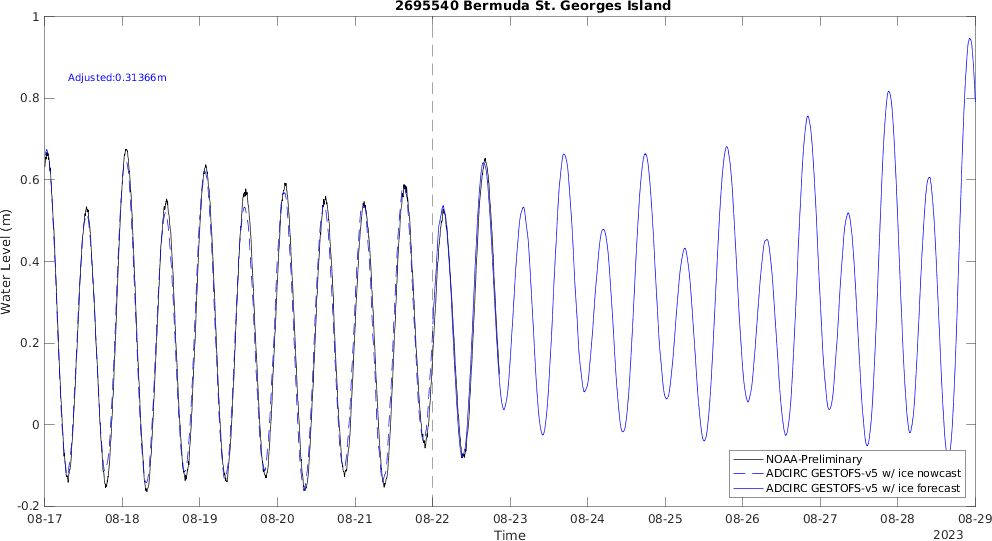 2695540 Bermuda St. Georges Island
1
0.8
0.6
0.4
0.2
0
-0.2
Water Level (m)
Adjusted:0.31366m
NOAA-Preliminary
ADCIRC GESTOFS-v5 w/ ice nowcast
ADCIRC GESTOFS-v5 w/ ice forecast
08-17 08-18 08-19 08-20 08-21 08-22 08-23 08-24 08-25 08-26 08-27 08-28 08-29
Time
2023